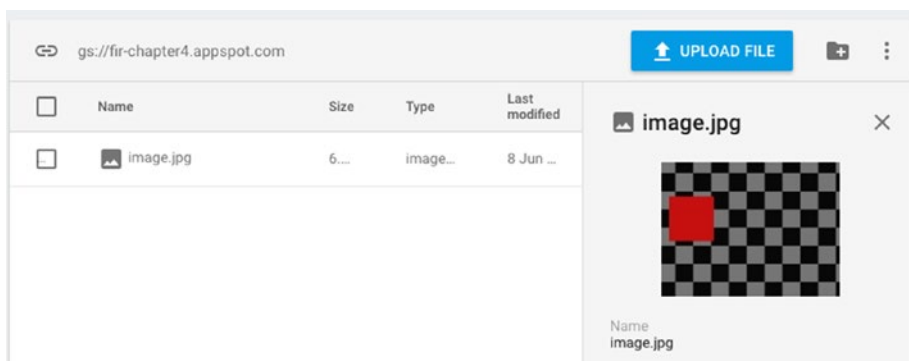 gs://fir-chapter4.appspot.com
UPLOAD FILE
Name Size Type Last modified
image.jpg 6.... image... 8 Jun ...
image.jpg
Name
image.jpg